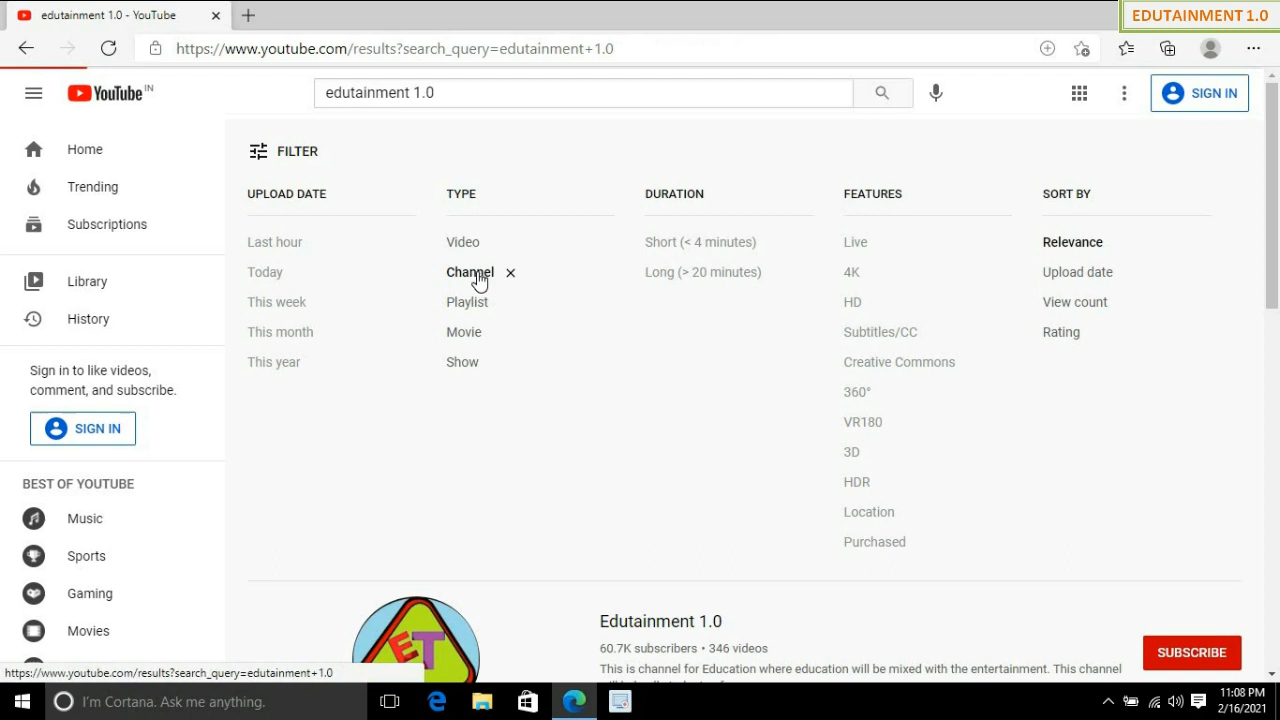 edutainment 1.0 - YouTube
EDUTAINMENT 1.0
https://www.youtube.com/results?search_query=edutainment+1.0
YouTube IN
edutainment 1.0
SIGN IN
Home
Trending
Subscriptions
Library
History
Sign in to like videos,
comment, and subscribe.
SIGN IN
BEST OF YOUTUBE
Music
Sports
Gaming
Movies
FILTER
UPLOAD DATE
Last hour
Today
This week
This month
This year
TYPE
Video
Channel
Playlist
Movie
Show
DURATION
Short (< 4 minutes)
Long (> 20 minutes)
FEATURES
Live
4K
HD
Subtitles/CC
Creative Commons
360°
VR180
3D
HDR
Location
Purchased
SORT BY
Relevance
Upload date
View count
Rating
ET
Edutainment 1.0
60.7K subscribers • 346 videos
This is channel for Education where education will be mixed with the entertainment. This channel
SUBSCRIBE
https://www.youtube.com/results?search_query=edutainment+1.0
I'm Cortana. Ask me anything.
11:08 PM
2/16/2021